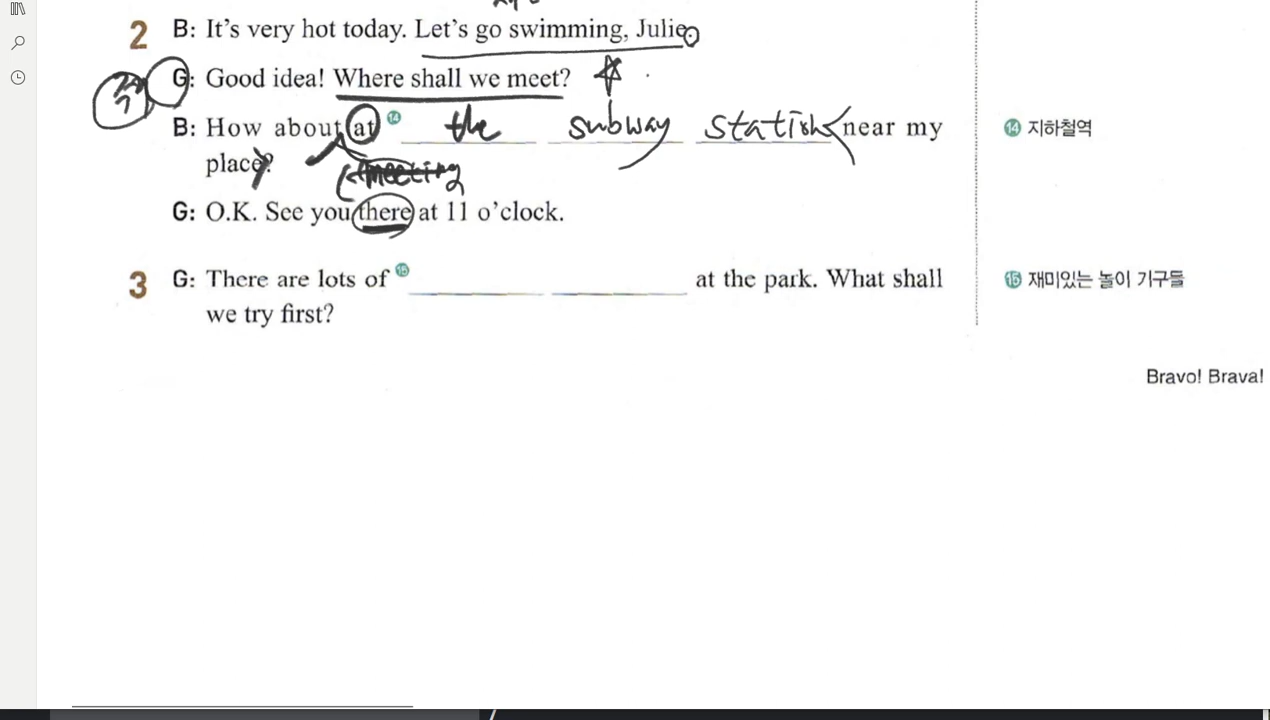 2 B: It's very hot today. Let's go swimming, Julie.
G: Good idea! Where shall we meet?
B: How about at ⑭ the subway station near my ⑭ 지하철역
place?
(meeting
G: O.K. See you there at 11 o'clock.
3 G: There are lots of ⑮ at the park. What shall ⑮ 재미있는 놀이 기구들
we try first?
Bravo! Brava!